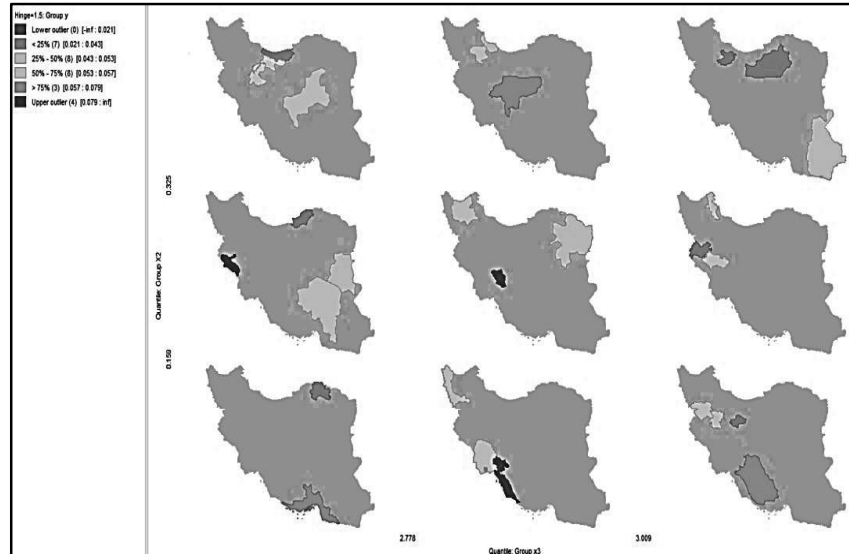 Hinge=1.5: Group y
Lower outlier (0) [-inf : 0.021]
< 25% (7) [0.021 : 0.043]
25% - 50% (8) [0.043 : 0.053]
50% - 75% (8) [0.053 : 0.057]
> 75% (3) [0.057 : 0.079]
Upper outlier (4) [0.079 : inf]
0.325
Quantile: Group X2
0.159
2.778
3.009
Quantile: Group x3